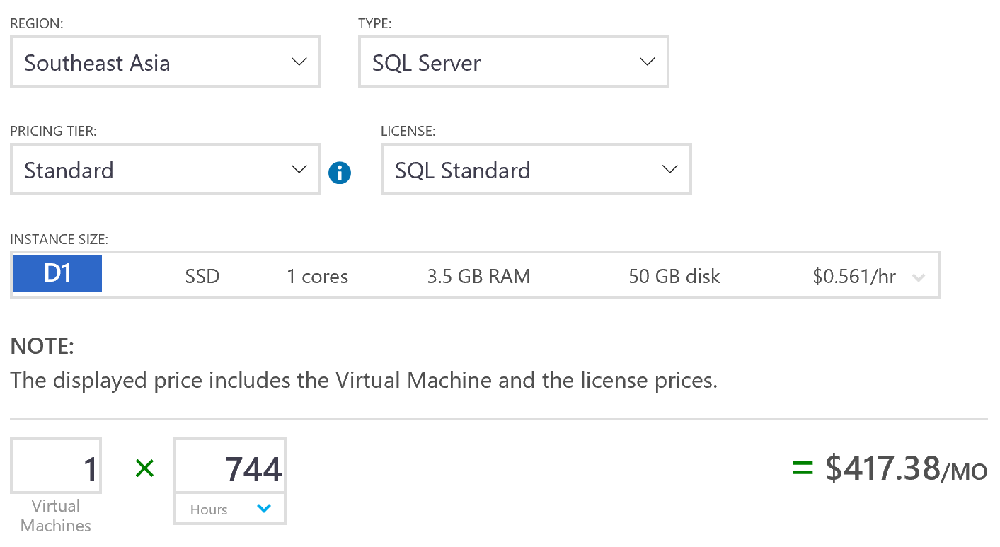 REGION: TYPE:
Southeast Asia SQL Server
PRICING TIER: LICENSE:
Standard i SQL Standard
INSTANCE SIZE:
D1 SSD 1 cores 3.5 GB RAM 50 GB disk $0.561/hr
NOTE:
The displayed price includes the Virtual Machine and the license prices.
1 × 744 = $417.38/MO
Virtual Hours
Machines